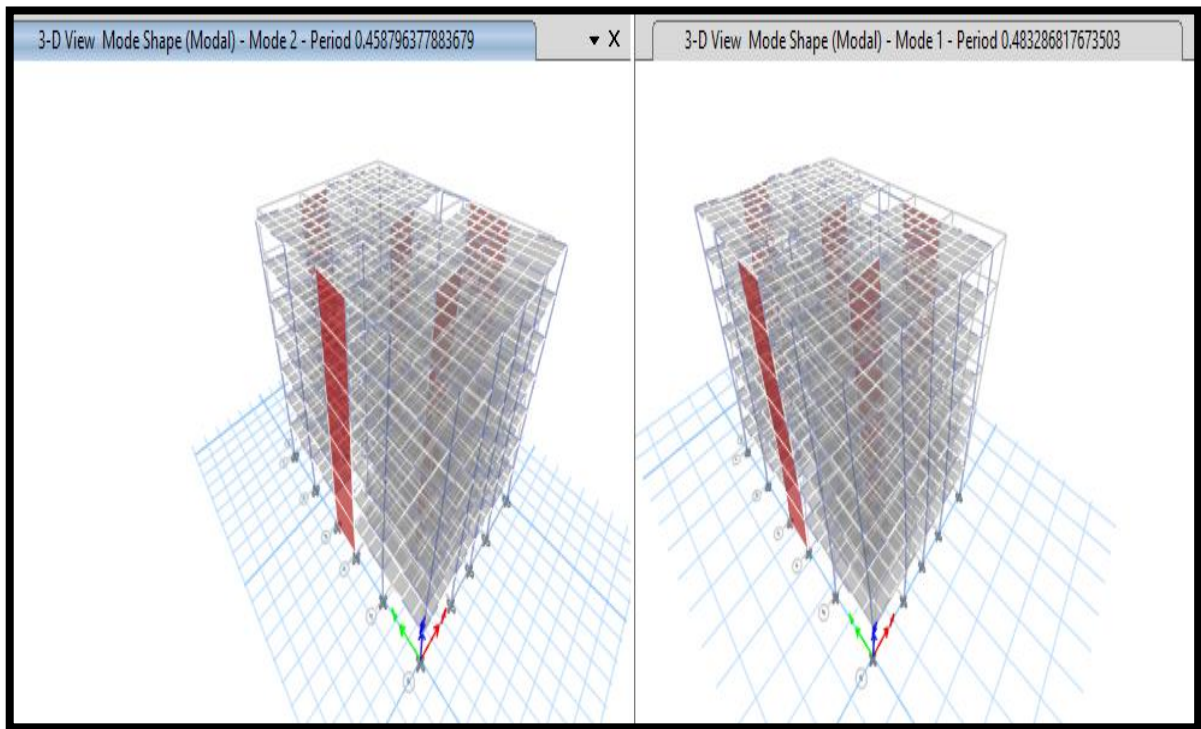 3-D View Mode Shape (Modal) - Mode 2 - Period 0.458796377883679
X
3-D View Mode Shape (Modal) - Mode 1 - Period 0.483286817673503